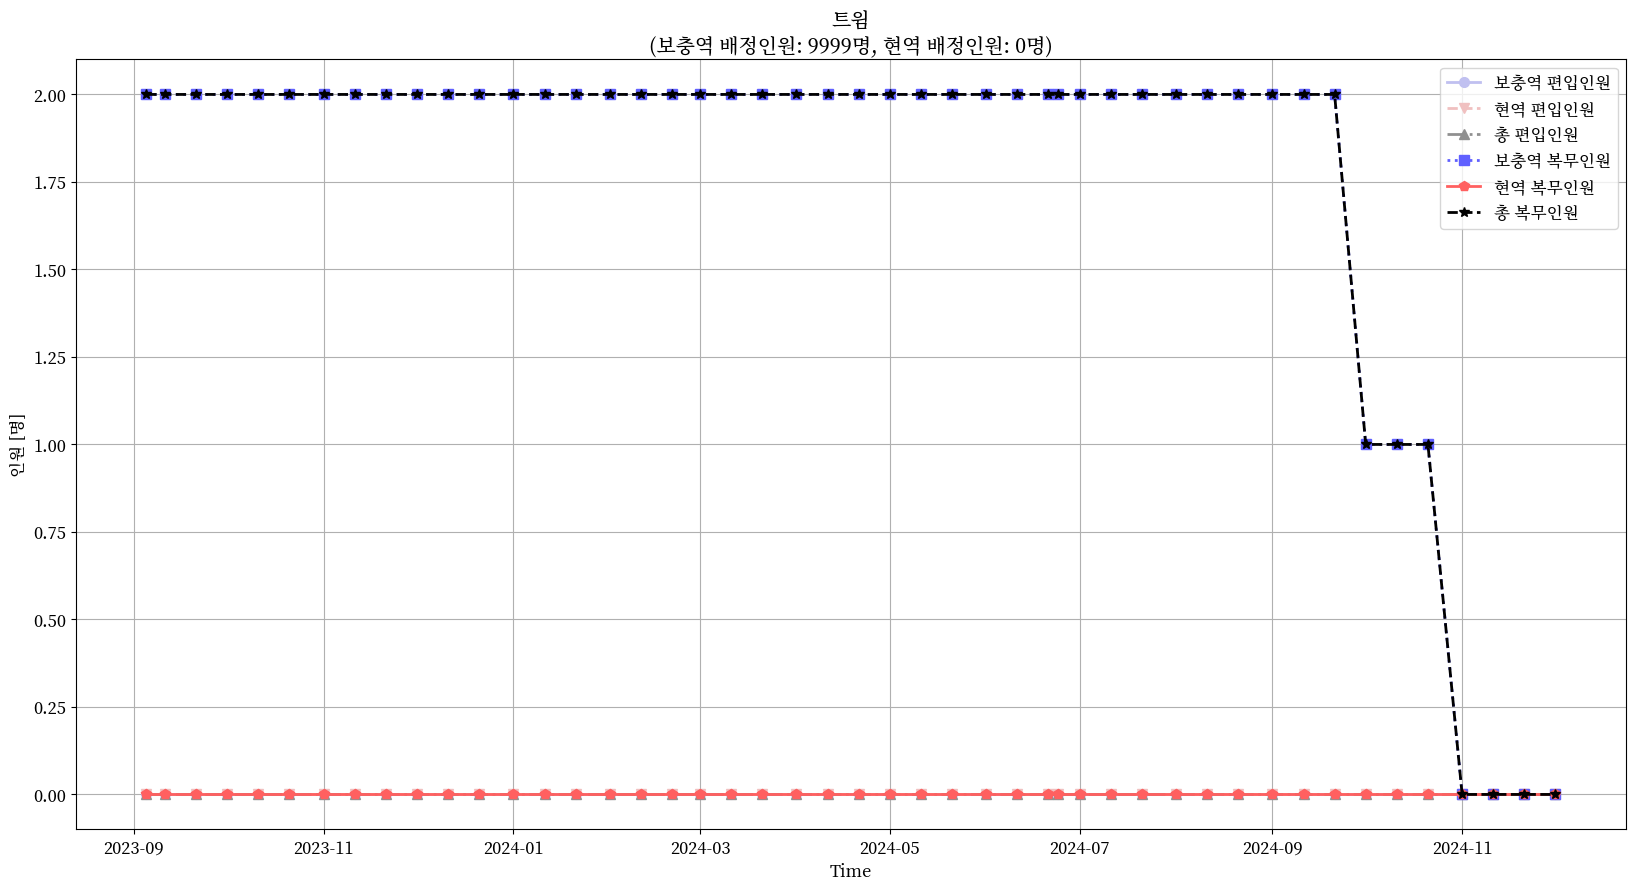 트윔
(보충역 배정인원: 9999명, 현역 배정인원: 0명)
보충역 편입인원
현역 편입인원
총 편입인원
보충역 복무인원
현역 복무인원
총 복무인원
2.00
1.75
1.50
1.25
1.00
0.75
0.50
0.25
0.00
인원 [명]
2023-09
2023-11
2024-01
2024-03
2024-05
2024-07
2024-09
2024-11
Time